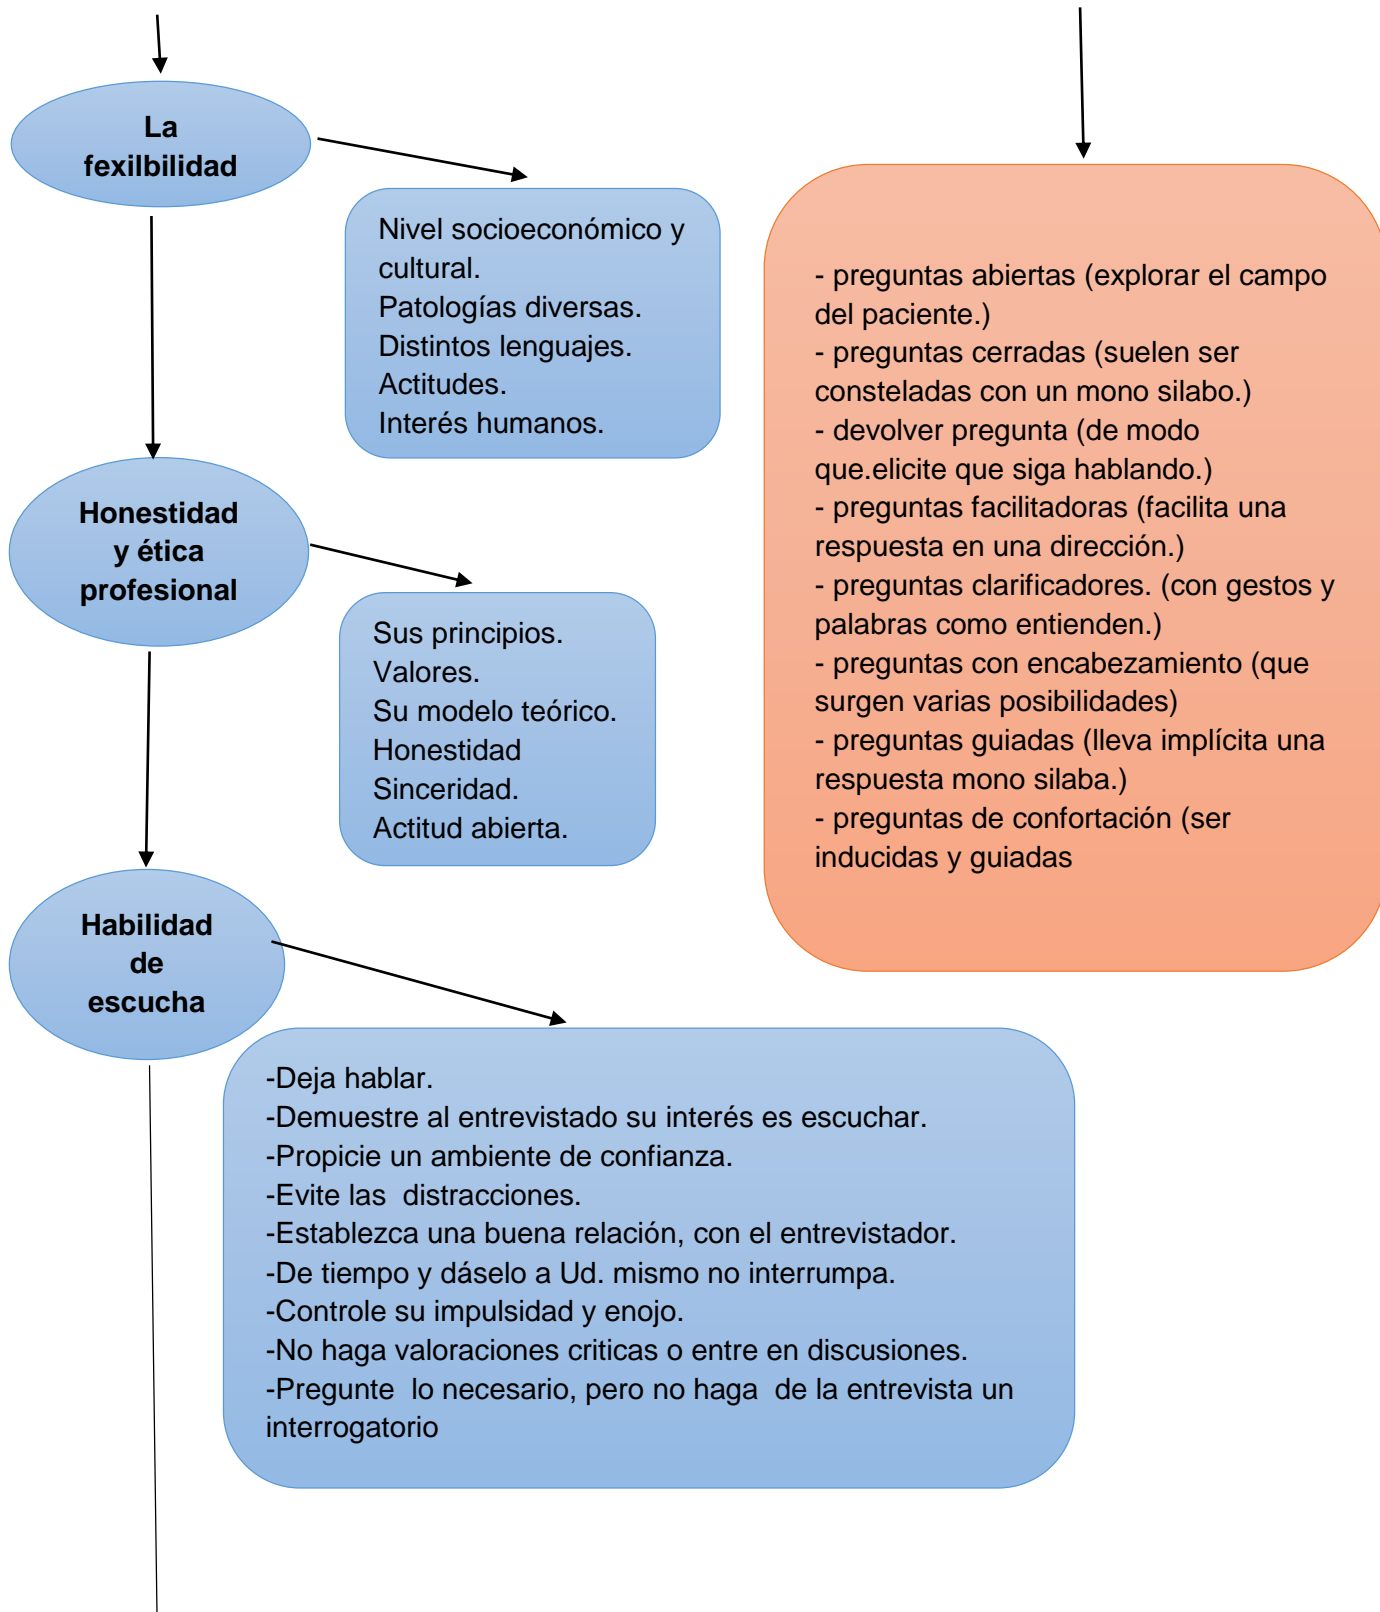 La
fexilbilidad
Nivel socioeconómico y
cultural.
Patologías diversas.
Distintos lenguajes.
Actitudes.
Interés humanos.
Honestidad
y ética
profesional
Sus principios.
Valores.
Su modelo teórico.
Honestidad
Sinceridad.
Actitud abierta.
Habilidad
de
escucha
-Deja hablar.
-Demuestre al entrevistado su interés es escuchar.
-Propicie un ambiente de confianza.
-Evite las  distracciones.
-Establezca una buena relación, con el entrevistador.
-De tiempo y dáselo a Ud. mismo no interrumpa.
-Controle su impulsidad y enojo.
-No haga valoraciones criticas o entre en discusiones.
-Pregunte  lo necesario, pero no haga  de la entrevista un
interrogatorio
- preguntas abiertas (explorar el campo
del paciente.)
- preguntas cerradas (suelen ser
consteladas con un mono silabo.)
- devolver pregunta (de modo
que.elicite que siga hablando.)
- preguntas facilitadoras (facilita una
respuesta en una dirección.)
- preguntas clarificadores. (con gestos y
palabras como entienden.)
- preguntas con encabezamiento (que
surgen varias posibilidades)
- preguntas guiadas (lleva implícita una
respuesta mono silaba.)
- preguntas de confortación (ser
inducidas y guiadas